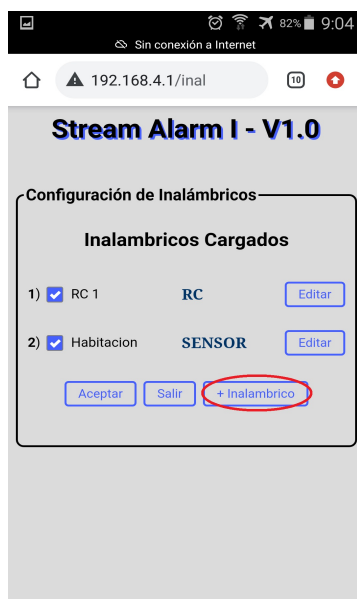 82% 9:04
Sin conexión a Internet
192.168.4.1/inal 10
Stream Alarm I - V1.0
Configuración de Inalámbricos
Inalambricos Cargados
1) RC 1 RC Editar
2) Habitacion SENSOR Editar
Aceptar Salir + Inalambrico